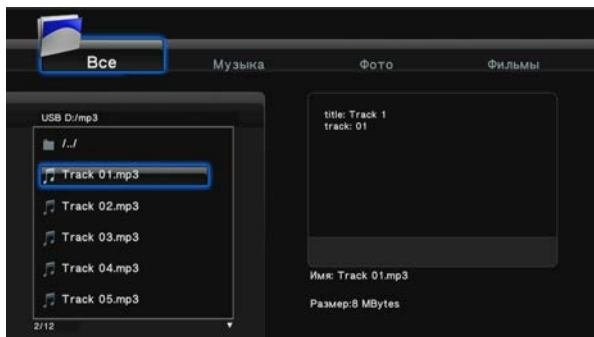 Все
Музыка
Фото
Фильмы
USB D:/mp3
/../
Track 01.mp3
Track 02.mp3
Track 03.mp3
Track 04.mp3
Track 05.mp3
2/12
title: Track 1
track: 01
Имя: Track 01.mp3
Размер:8 MBytes